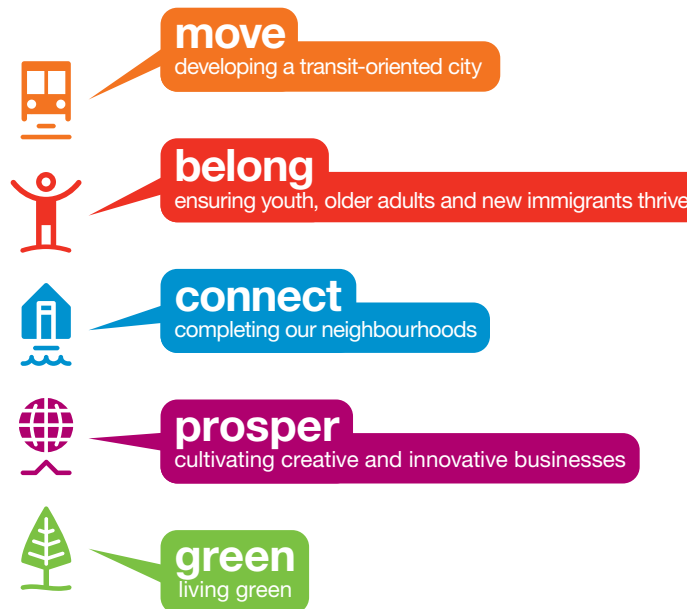 move
developing a transit-oriented city
belong
ensuring youth, older adults and new immigrants thrive
connect
completing our neighbourhoods
prosper
cultivating creative and innovative businesses
green
living green